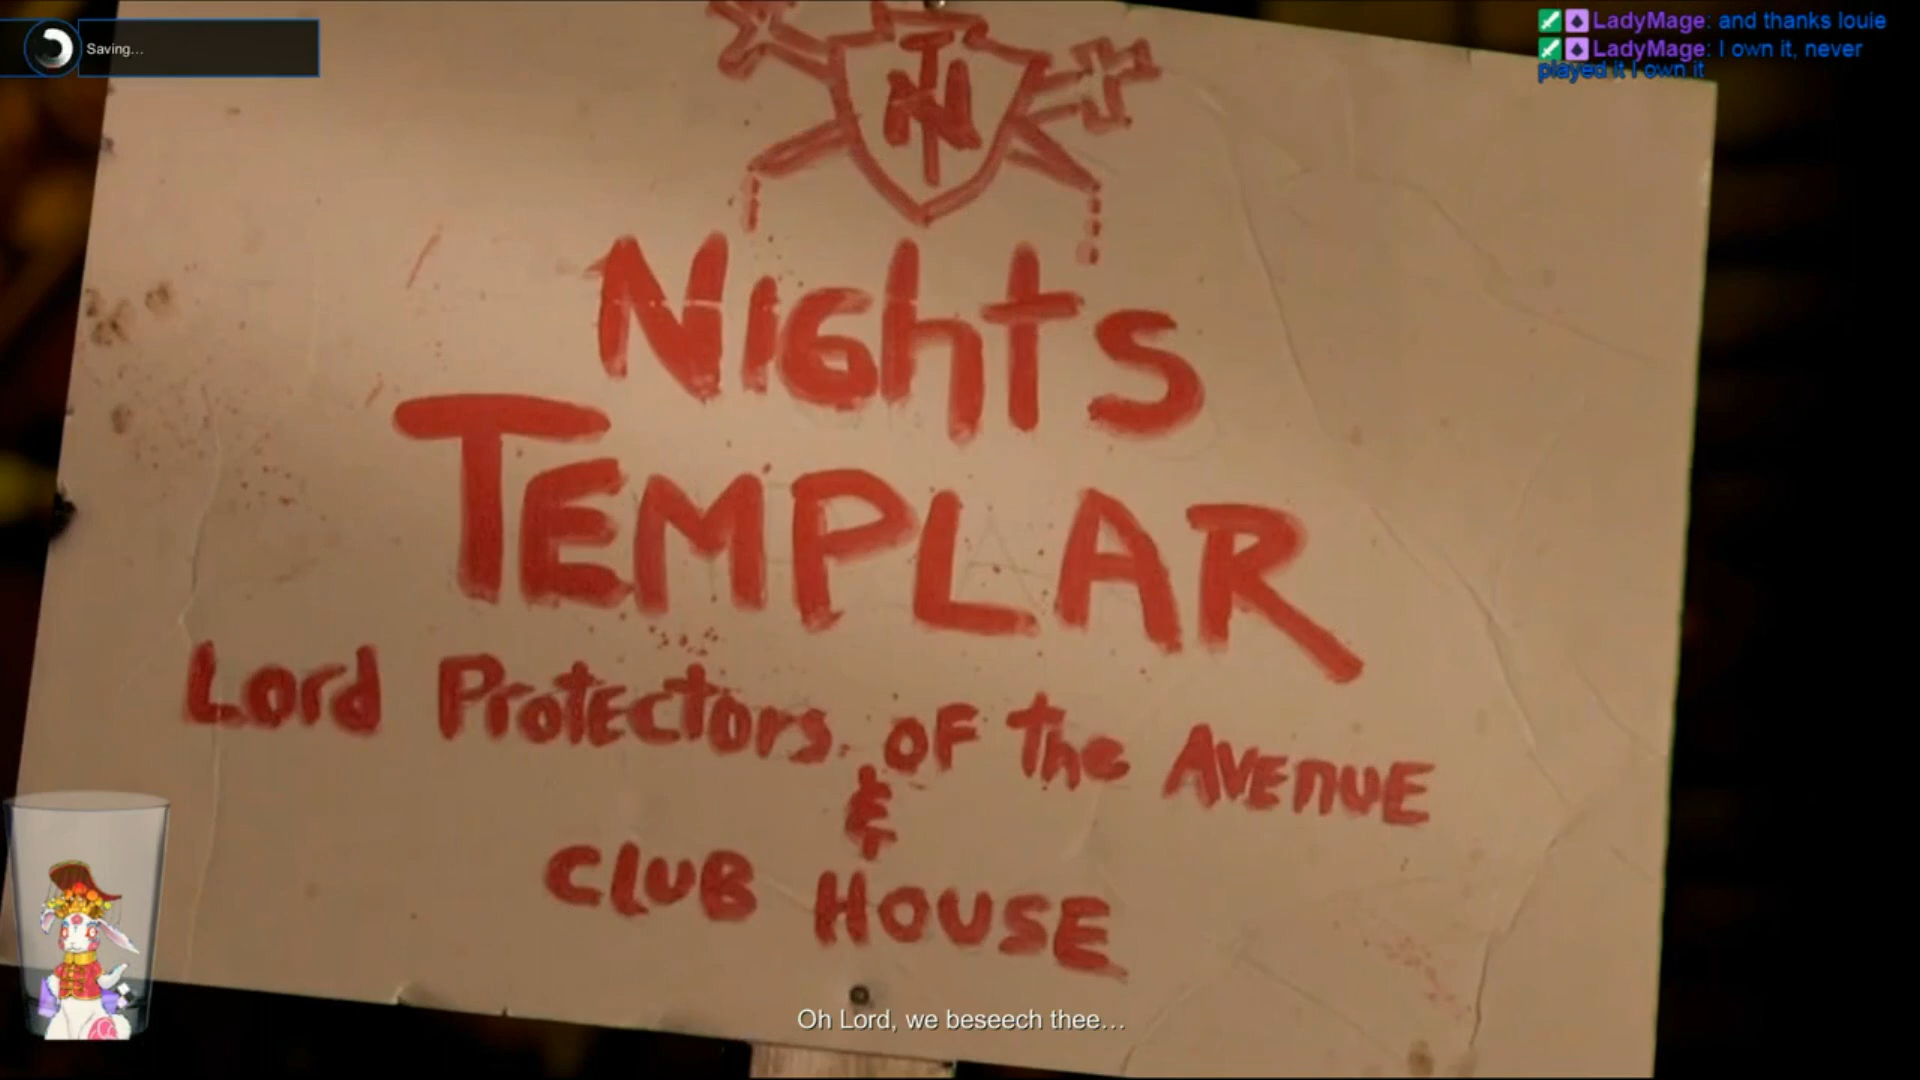 Saving...
LadyMage: and thanks louie
LadyMage: I own it, never
played it I own it
NT
Nights
TEMPLAR
Lord Protectors of the Avenue
&
CLUB HOUSE
Oh Lord, we beseech thee...